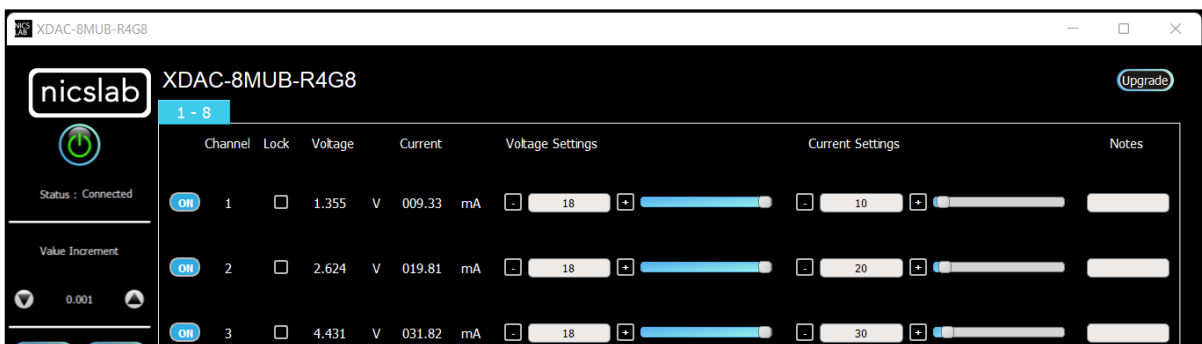 NICS
LAB XDAC-8MUB-R4G8
nicslab XDAC-8MUB-R4G8 Upgrade
1 - 8
Channel Lock Voltage Current Voltage Settings Current Settings Notes
Status : Connected
ON 1 1.355 V 009.33 mA - 18 + - 10 +
Value Increment
ON 2 2.624 V 019.81 mA - 18 + - 20 +
0.001
ON 3 4.431 V 031.82 mA - 18 + - 30 +